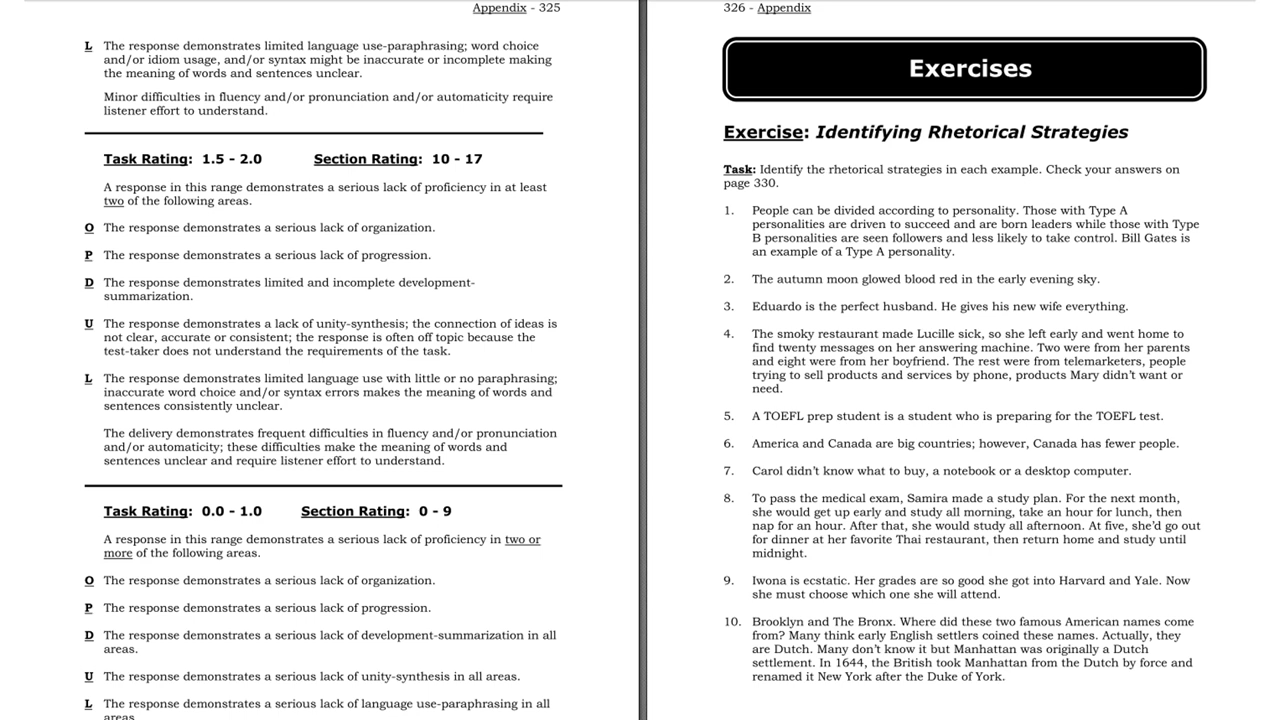 Appendix - 325
L The response demonstrates limited language use-paraphrasing; word choice
and/or idiom usage, and/or syntax might be inaccurate or incomplete making
the meaning of words and sentences unclear.
Minor difficulties in fluency and/or pronunciation and/or automaticity require
listener effort to understand.
Task Rating: 1.5 - 2.0 Section Rating: 10 - 17
A response in this range demonstrates a serious lack of proficiency in at least
two of the following areas.
O The response demonstrates a serious lack of organization.
P The response demonstrates a serious lack of progression.
D The response demonstrates limited and incomplete development-
summarization.
U The response demonstrates a lack of unity-synthesis; the connection of ideas is
not clear, accurate or consistent; the response is often off topic because the
test-taker does not understand the requirements of the task.
L The response demonstrates limited language use with little or no paraphrasing;
inaccurate word choice and/or syntax errors makes the meaning of words and
sentences consistently unclear.
The delivery demonstrates frequent difficulties in fluency and/or pronunciation
and/or automaticity; these difficulties make the meaning of words and
sentences unclear and require listener effort to understand.
Task Rating: 0.0 - 1.0 Section Rating: 0 - 9
A response in this range demonstrates a serious lack of proficiency in two or
more of the following areas.
O The response demonstrates a serious lack of organization.
P The response demonstrates a serious lack of progression.
D The response demonstrates a serious lack of development-summarization in all
areas.
U The response demonstrates a serious lack of unity-synthesis in all areas.
L The response demonstrates a serious lack of language use-paraphrasing in all
areas.
326 - Appendix
Exercises
Exercise: Identifying Rhetorical Strategies
Task: Identify the rhetorical strategies in each example. Check your answers on
page 330.
1. People can be divided according to personality. Those with Type A
personalities are driven to succeed and are born leaders while those with Type
B personalities are seen followers and less likely to take control. Bill Gates is
an example of a Type A personality.
2. The autumn moon glowed blood red in the early evening sky.
3. Eduardo is the perfect husband. He gives his new wife everything.
4. The smoky restaurant made Lucille sick, so she left early and went home to
find twenty messages on her answering machine. Two were from her parents
and eight were from her boyfriend. The rest were from telemarketers, people
trying to sell products and services by phone, products Mary didn't want or
need.
5. A TOEFL prep student is a student who is preparing for the TOEFL test.
6. America and Canada are big countries; however, Canada has fewer people.
7. Carol didn't know what to buy, a notebook or a desktop computer.
8. To pass the medical exam, Samira made a study plan. For the next month,
she would get up early and study all morning, take an hour for lunch, then
nap for an hour. After that, she would study all afternoon. At five, she'd go out
for dinner at her favorite Thai restaurant, then return home and study until
midnight.
9. Iwona is ecstatic. Her grades are so good she got into Harvard and Yale. Now
she must choose which one she will attend.
10. Brooklyn and The Bronx. Where did these two famous American names come
from? Many think early English settlers coined these names. Actually, they
are Dutch. Many don't know it but Manhattan was originally a Dutch
settlement. In 1644, the British took Manhattan from the Dutch by force and
renamed it New York after the Duke of York.